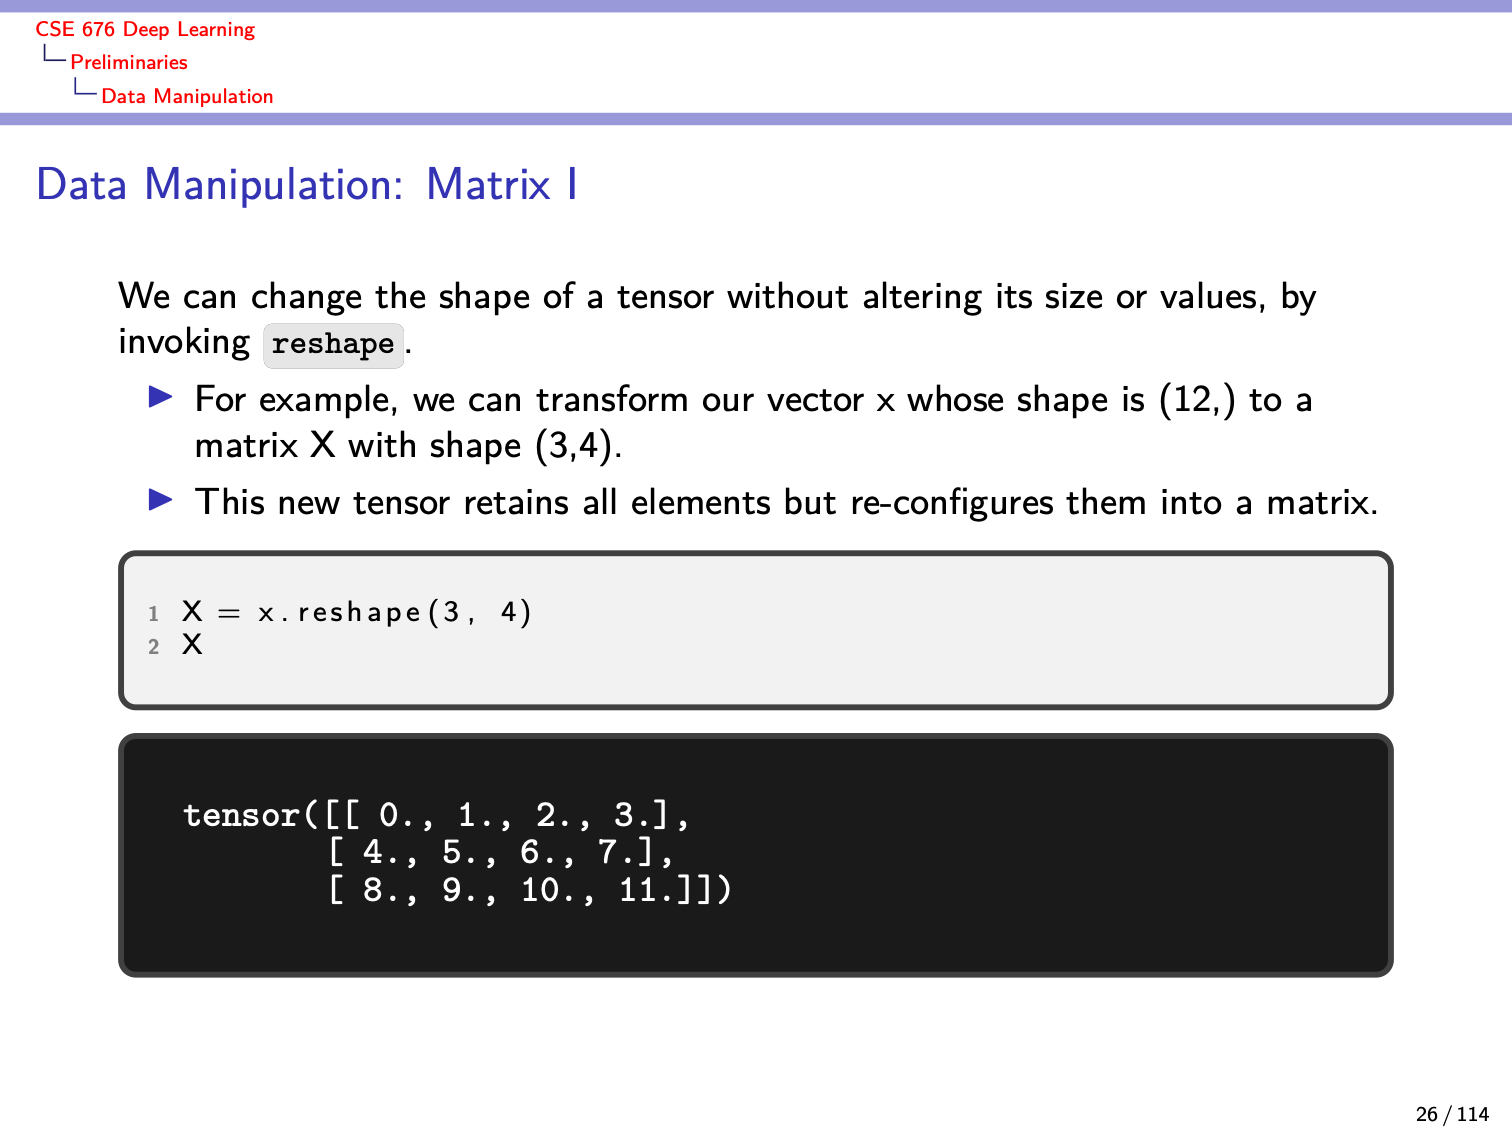 CSE 676 Deep Learning
Preliminaries
Data Manipulation
Data Manipulation: Matrix I
We can change the shape of a tensor without altering its size or values, by
invoking reshape.
▶ For example, we can transform our vector x whose shape is (12,) to a
matrix X with shape (3,4).
▶ This new tensor retains all elements but re-configures them into a matrix.
1 X = x.reshape(3, 4)
2 X
tensor([[ 0., 1., 2., 3.],
[ 4., 5., 6., 7.],
[ 8., 9., 10., 11.]])
26 / 114